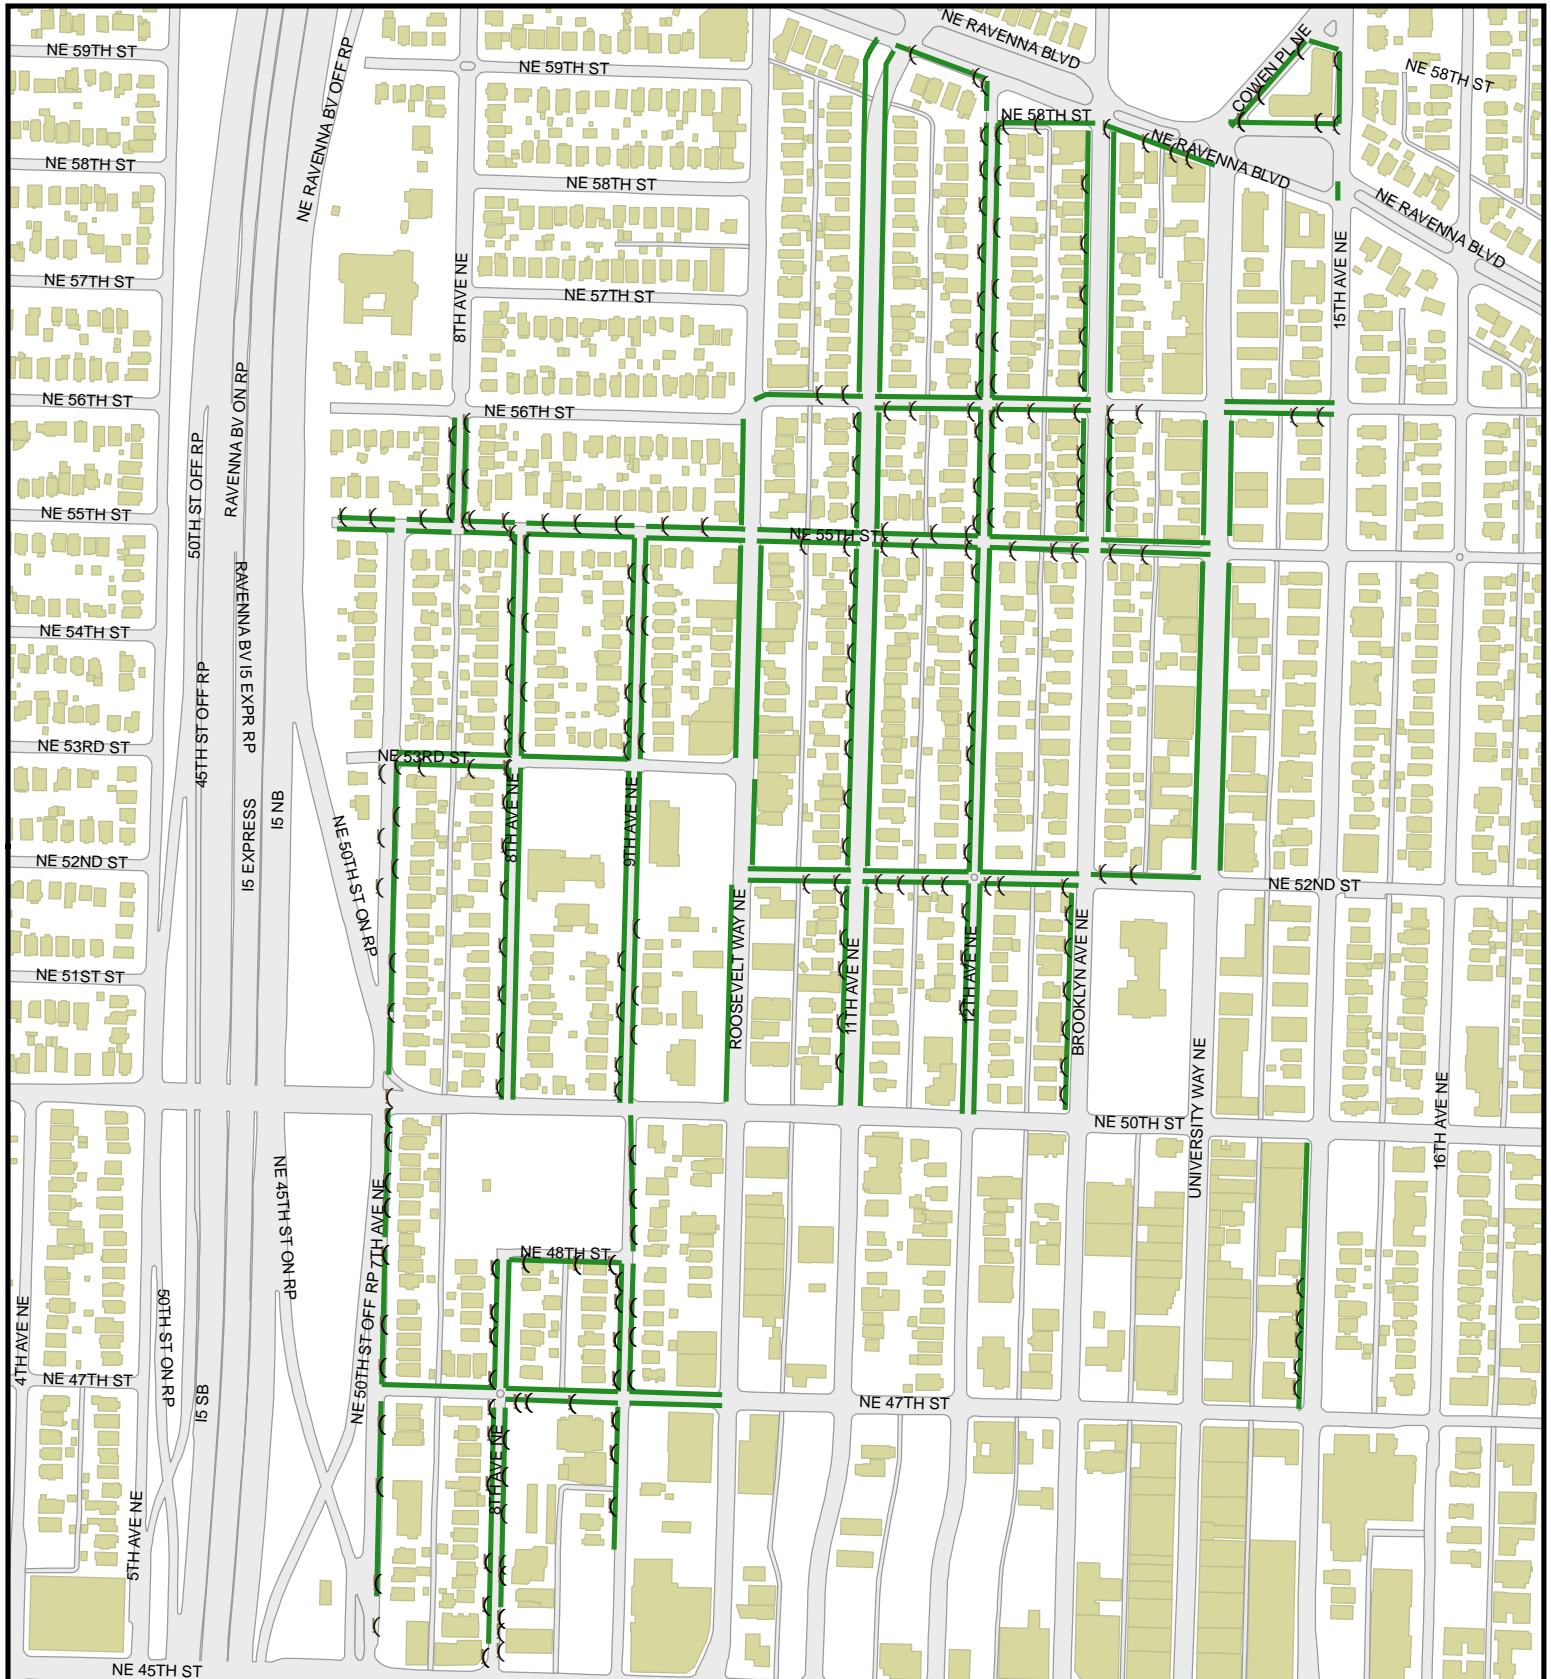 NE 59TH ST
NE RAVENNA BV OFF RP
NE 59TH ST
NE RAVENNA BLVD
COWEN PL NE
NE 58TH ST
NE 58TH ST
NE 58TH ST
NE 58TH ST
NE RAVENNA BLVD
NE RAVENNA BLVD
NE 57TH ST
8TH AVE NE
NE 57TH ST
15TH AVE NE
NE 56TH ST
RAVENNA BV ON RP
NE 56TH ST
50TH ST OFF RP
NE 55TH ST
NE 55TH ST
NE 54TH ST
45TH ST OFF RP
RAVENNA BV I5 EXPR RP
NE 53RD ST
NE 53RD ST
I5 EXPRESS
I5 NB
NE 50TH ST ON RP
8TH AVE NE
9TH AVE NE
NE 52ND ST
NE 52ND ST
ROOSEVELT WAY NE
11TH AVE NE
12TH AVE NE
BROOKLYN AVE NE
NE 51ST ST
UNIVERSITY WAY NE
16TH AVE NE
NE 50TH ST
NE 45TH ST ON RP
7TH AVE NE
NE 48TH ST
4TH AVE NE
50TH ST ON RP
NE 50TH ST OFF RP
NE 47TH ST
I5 SB
NE 47TH ST
8TH AVE NE
5TH AVE NE
NE 45TH ST